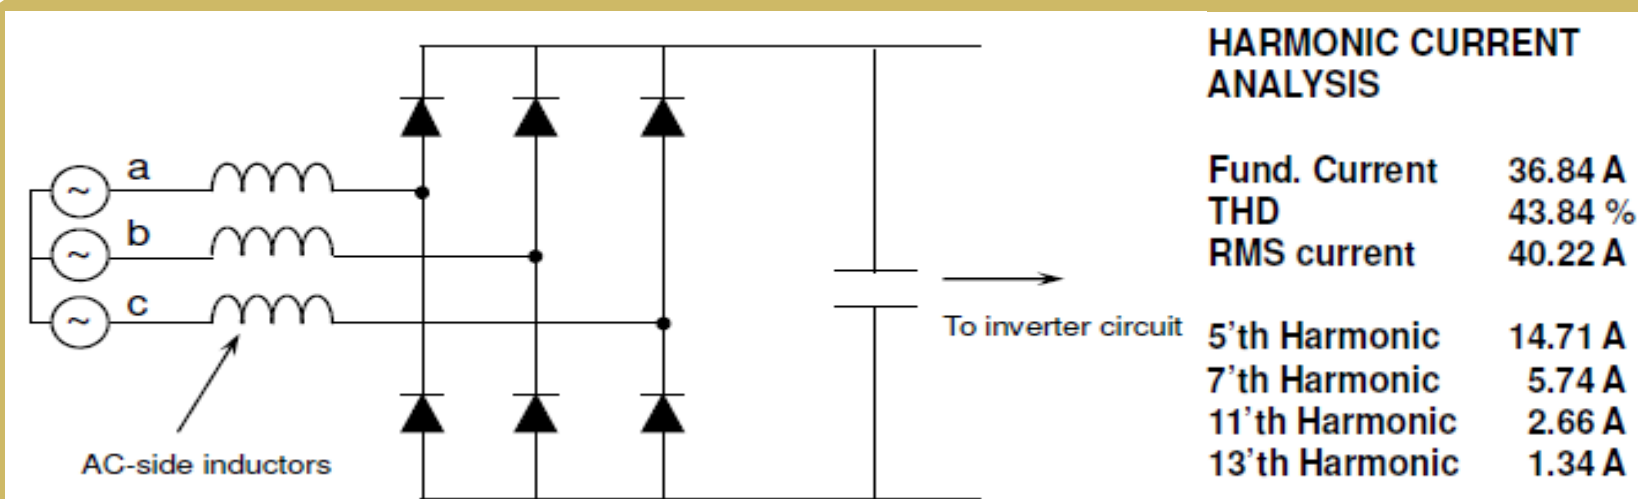 HARMONIC CURRENT
ANALYSIS
a
~
b
~
c
~
AC-side inductors
To inverter circuit
Fund. Current 36.84 A
THD 43.84 %
RMS current 40.22 A
5’th Harmonic 14.71 A
7’th Harmonic 5.74 A
11’th Harmonic 2.66 A
13’th Harmonic 1.34 A